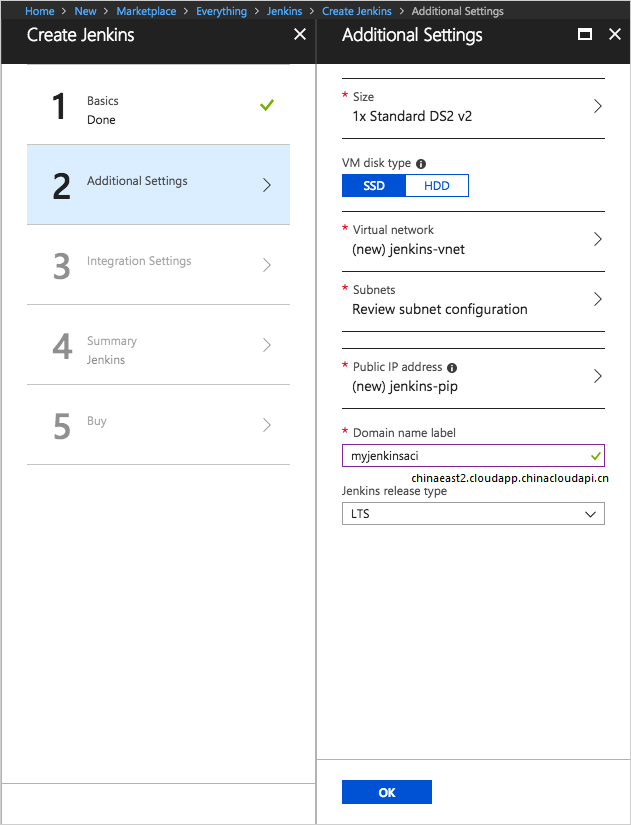 Home > New > Marketplace > Everything > Jenkins > Create Jenkins > Additional Settings
Create Jenkins
1
Basics
Done
2
Additional Settings
3
Integration Settings
4
Summary
Jenkins
5
Buy
Additional Settings
* Size
1x Standard DS2 v2
VM disk type
SSD HDD
* Virtual network
(new) jenkins-vnet
* Subnets
Review subnet configuration
* Public IP address
(new) jenkins-pip
* Domain name label
myjenkinsaci
chinaeast2.cloudapp.chinacloudapi.cn
Jenkins release type
LTS
OK